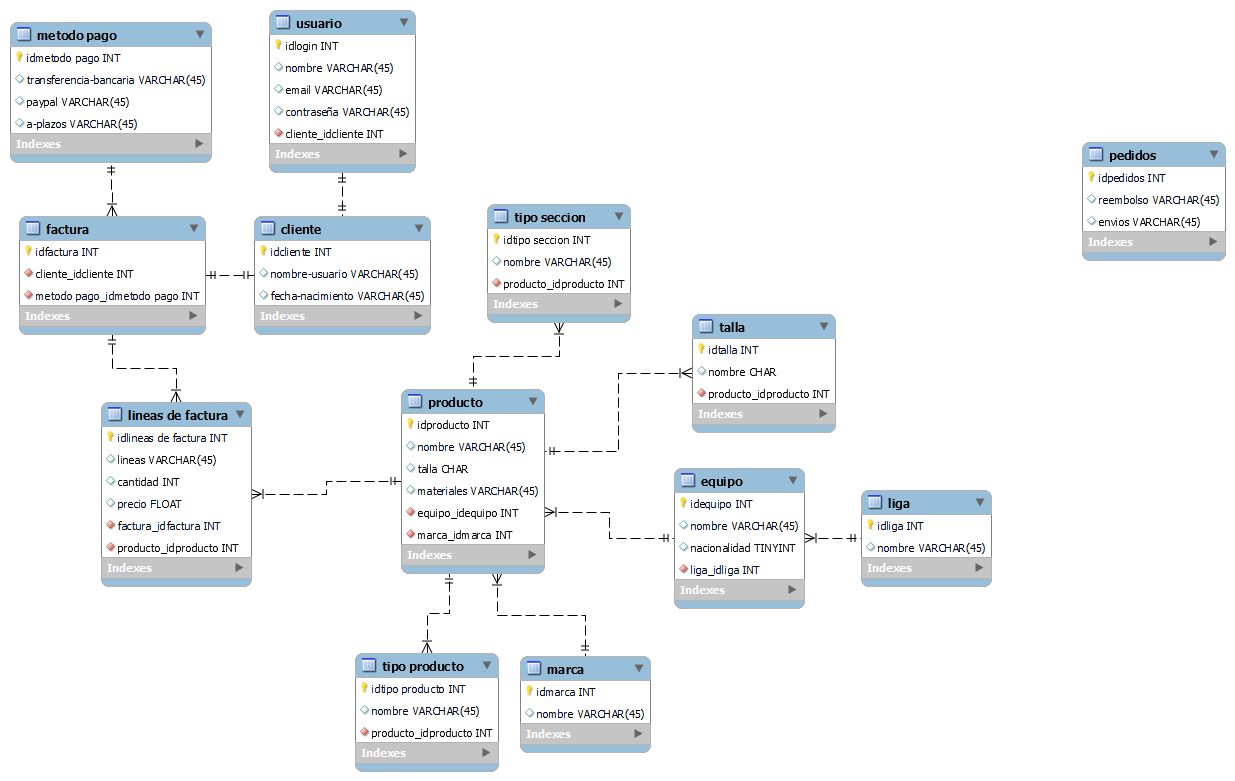 metodo pago
idmetodo pago INT
transferencia-bancaria VARCHAR(45)
paypal VARCHAR(45)
a-plazos VARCHAR(45)
Indexes
usuario
idlogin INT
nombre VARCHAR(45)
email VARCHAR(45)
contraseña VARCHAR(45)
cliente_idcliente INT
Indexes
pedidos
idpedidos INT
reembolso VARCHAR(45)
envios VARCHAR(45)
Indexes
factura
idfactura INT
cliente_idcliente INT
metodo pago_idmetodo pago INT
Indexes
cliente
idcliente INT
nombre-usuario VARCHAR(45)
fecha-nacimiento VARCHAR(45)
Indexes
tipo seccion
idtipo seccion INT
nombre VARCHAR(45)
producto_idproducto INT
Indexes
talla
idtalla INT
nombre CHAR
producto_idproducto INT
Indexes
lineas de factura
idlineas de factura INT
lineas VARCHAR(45)
cantidad INT
precio FLOAT
factura_idfactura INT
producto_idproducto INT
Indexes
producto
idproducto INT
nombre VARCHAR(45)
talla CHAR
materiales VARCHAR(45)
equipo_idequipo INT
marca_idmarca INT
Indexes
equipo
idequipo INT
nombre VARCHAR(45)
nacionalidad TINYINT
liga_idliga INT
Indexes
liga
idliga INT
nombre VARCHAR(45)
Indexes
tipo producto
idtipo producto INT
nombre VARCHAR(45)
producto_idproducto INT
Indexes
marca
idmarca INT
nombre VARCHAR(45)
Indexes